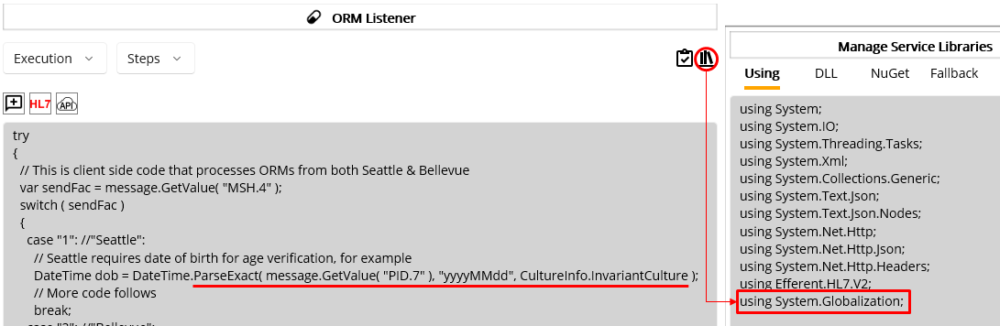 ORM Listener
Execution
Steps
HL7
API
try
{
// This is client side code that processes ORMs from both Seattle & Bellevue
var sendFac = message.GetValue( "MSH.4" );
switch ( sendFac )
{
case "1": //"Seattle":
// Seattle requires date of birth for age verification, for example
DateTime dob = DateTime.ParseExact( message.GetValue( "PID.7" ), "yyyyMMdd", CultureInfo.InvariantCulture );
// More code follows
break;
case "2": //"Bellevue":
Manage Service Libraries
Using DLL NuGet Fallback
using System;
using System.IO;
using System.Threading.Tasks;
using System.Xml;
using System.Collections.Generic;
using System.Text.Json;
using System.Text.Json.Nodes;
using System.Net.Http;
using System.Net.Http.Json;
using System.Net.Http.Headers;
using Efferent.HL7.V2;
using System.Globalization;